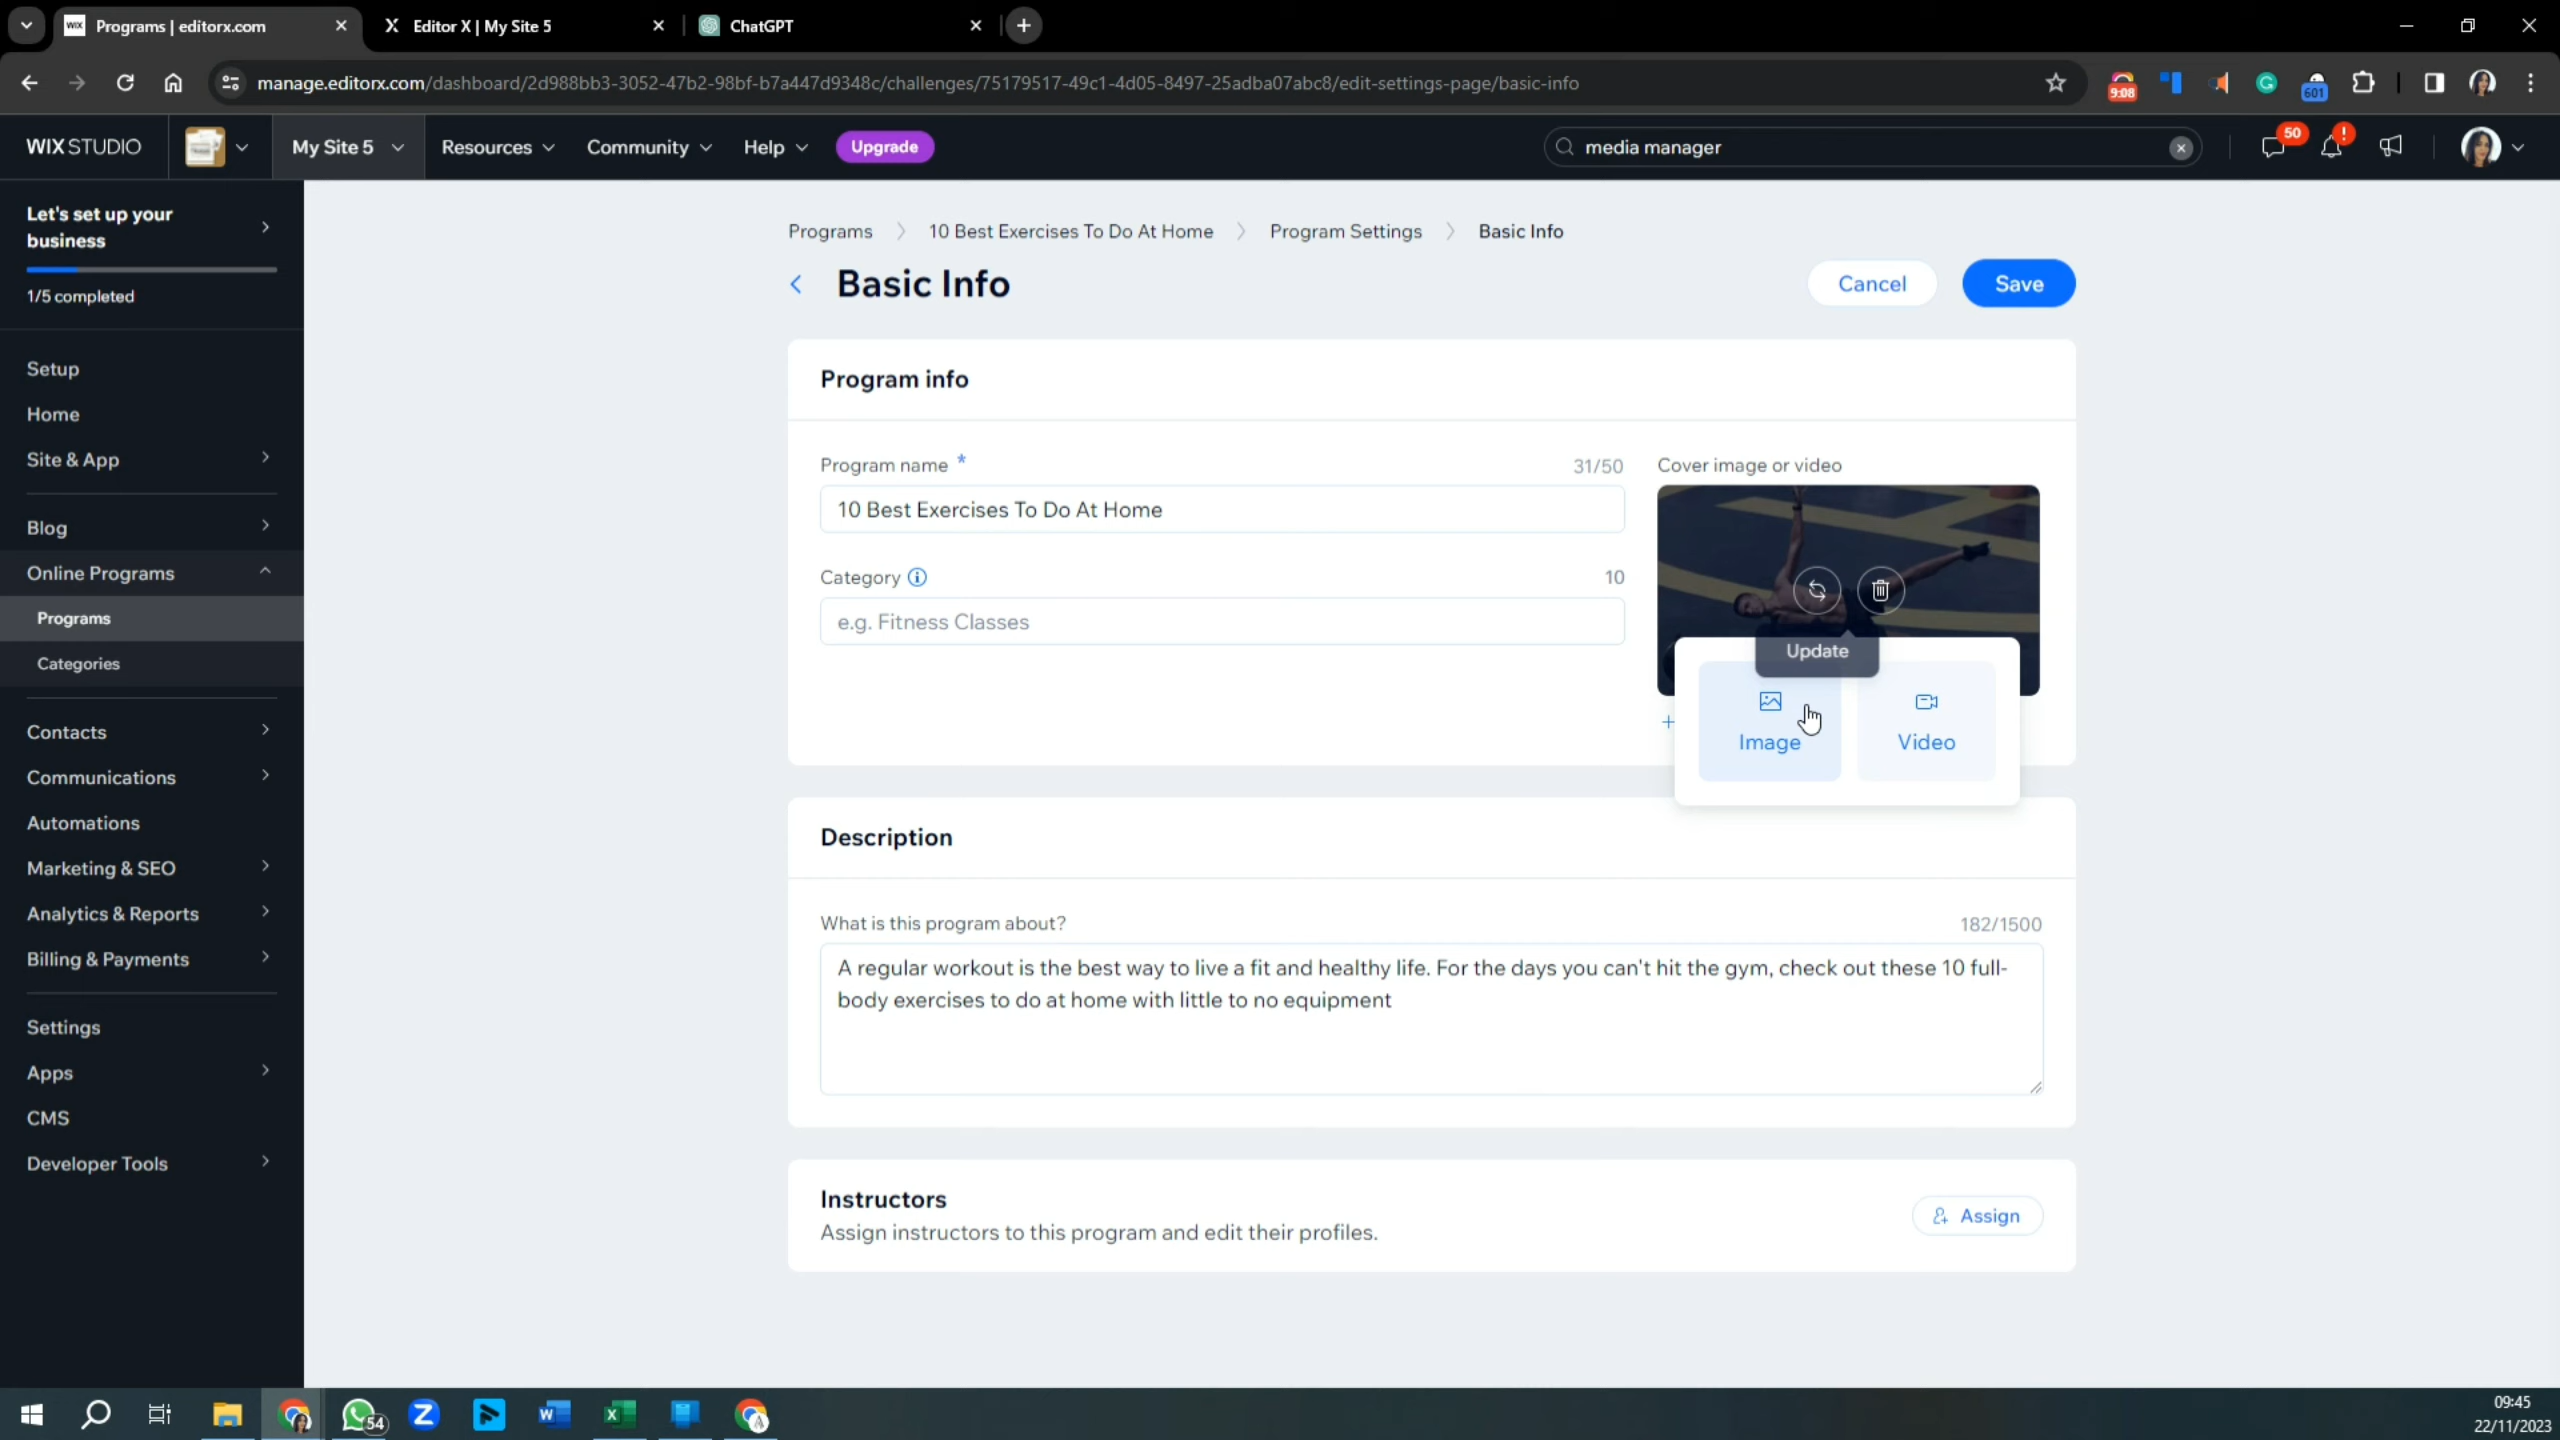 Programs | editorx.com
Editor X | My Site 5
ChatGPT
manage.editorx.com/dashboard/2d988bb3-3052-47b2-98bf-b7a447d9348c/challenges/75179517-49c1-4d05-8497-25adba07abc8/edit-settings-page/basic-info
9:08
601
WIX STUDIO
My Site 5
Resources
Community
Help
Upgrade
media manager
50
Let's set up your
business
1/5 completed
Setup
Home
Site & App
Blog
Online Programs
Programs
Categories
Contacts
Communications
Automations
Marketing & SEO
Analytics & Reports
Billing & Payments
Settings
Apps
CMS
Developer Tools
Programs > 10 Best Exercises To Do At Home > Program Settings > Basic Info
Basic Info
Cancel
Save
Program info
Program name *
31/50
10 Best Exercises To Do At Home
Category
10
e.g. Fitness Classes
Cover image or video
Update
Image
Video
Description
What is this program about?
182/1500
A regular workout is the best way to live a fit and healthy life. For the days you can't hit the gym, check out these 10 full-
body exercises to do at home with little to no equipment
Instructors
Assign instructors to this program and edit their profiles.
Assign
54
09:45
22/11/2023